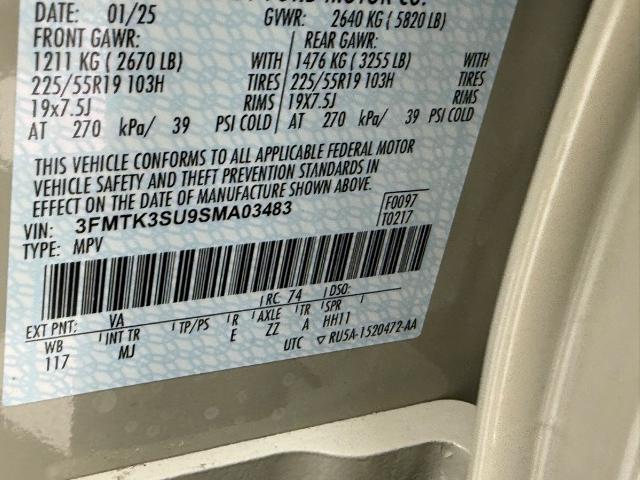 FORD MOTOR CO.
DATE: 01/25 GVWR: 2640 KG ( 5820 LB)
FRONT GAWR: REAR GAWR:
1211 KG ( 2670 LB) WITH 1476 KG ( 3255 LB) WITH
225/55R19 103H TIRES 225/55R19 103H TIRES
19x7.5J RIMS 19x7.5J RIMS
AT 270 kPa/ 39 PSI COLD AT 270 kPa/ 39 PSI COLD
THIS VEHICLE CONFORMS TO ALL APPLICABLE FEDERAL MOTOR
VEHICLE SAFETY AND THEFT PREVENTION STANDARDS IN
EFFECT ON THE DATE OF MANUFACTURE SHOWN ABOVE.
VIN: 3FMTK3SU9SMA03483 F0097
TYPE: MPV T0217
RC: 74 DSO:
EXT PNT: VA
WB INT TR TP/PS R AXLE TR SPR
117 MJ E ZZ A HH11
UTC ▽ RU5A-1520472-AA